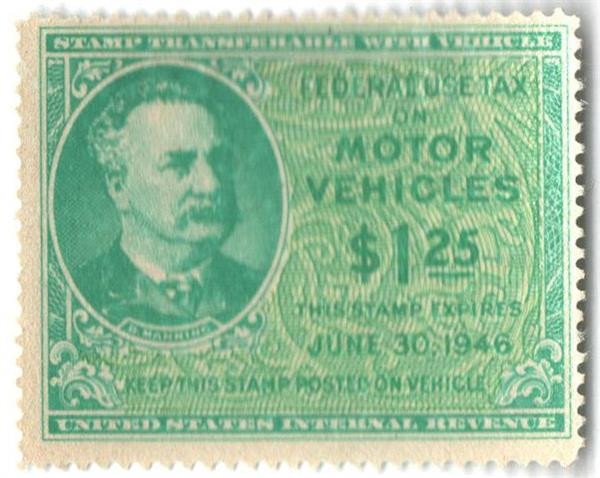 STAMP TRANSFERABLE WITH VEHICLE
FEDERAL USE TAX
ON
MOTOR
VEHICLES
$1.25
THIS STAMP EXPIRES
JUNE 30, 1946
D. MANNING
KEEP THIS STAMP POSTED ON VEHICLE
UNITED STATES INTERNAL REVENUE